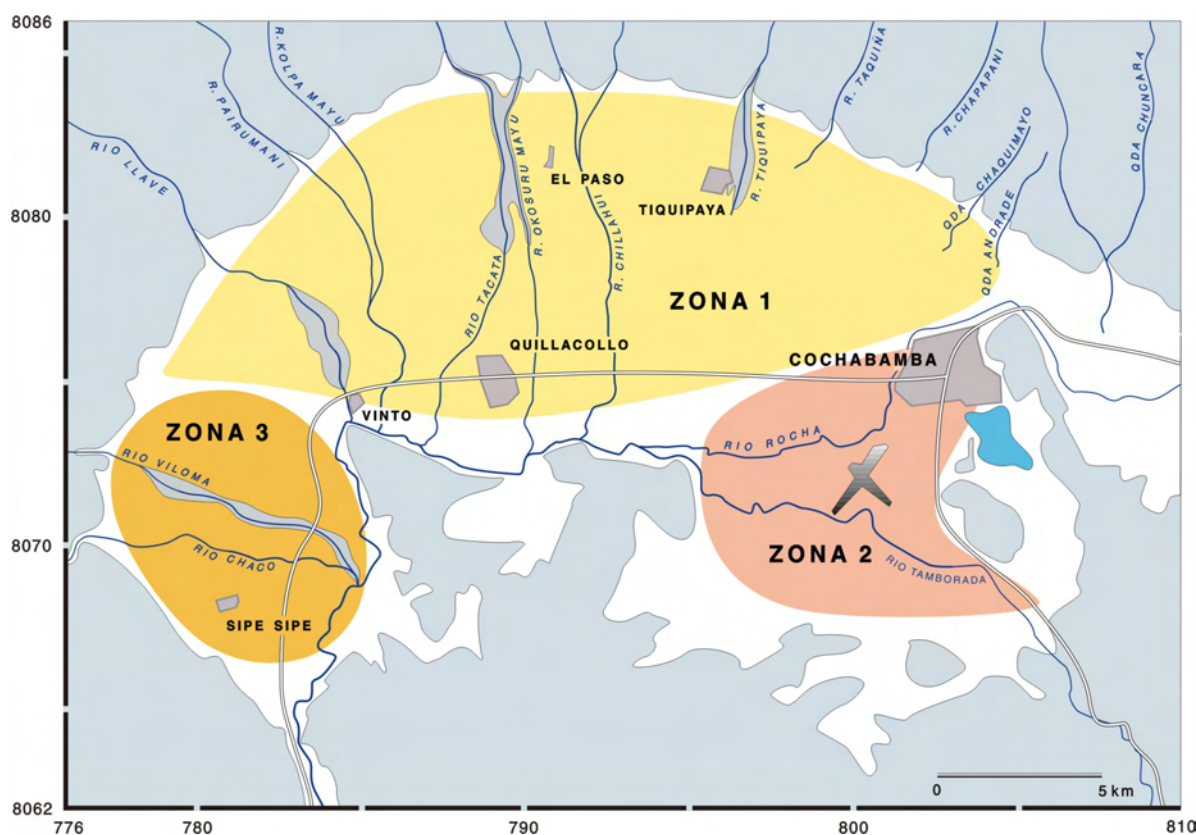 8086
8080
8070
8062
776
780
790
800
810
RIO LLAVE
R. PAIRUMANI
R. KOLPA MAYU
RIO TACATA
R. OKOSURU MAYU
EL PASO
R. CHILLAHUI
TIQUIPAYA
R. TIQUIPAYA
R. TAQUIÑA
R. CHAPAPANI
QDA CHAQUIMAYO
QDA ANDRADE
QDA CHUNCARA
ZONA 1
QUILLACOLLO
COCHABAMBA
VINTO
ZONA 3
RIO VILOMA
RIO CHACO
SIPE SIPE
RIO ROCHA
ZONA 2
RIO TAMBORADA
0
5 km